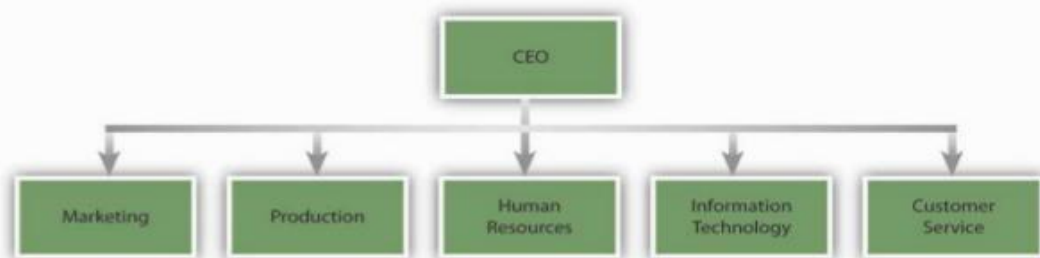 CEO
Marketing
Production
Human
Resources
Information
Technology
Customer
Service